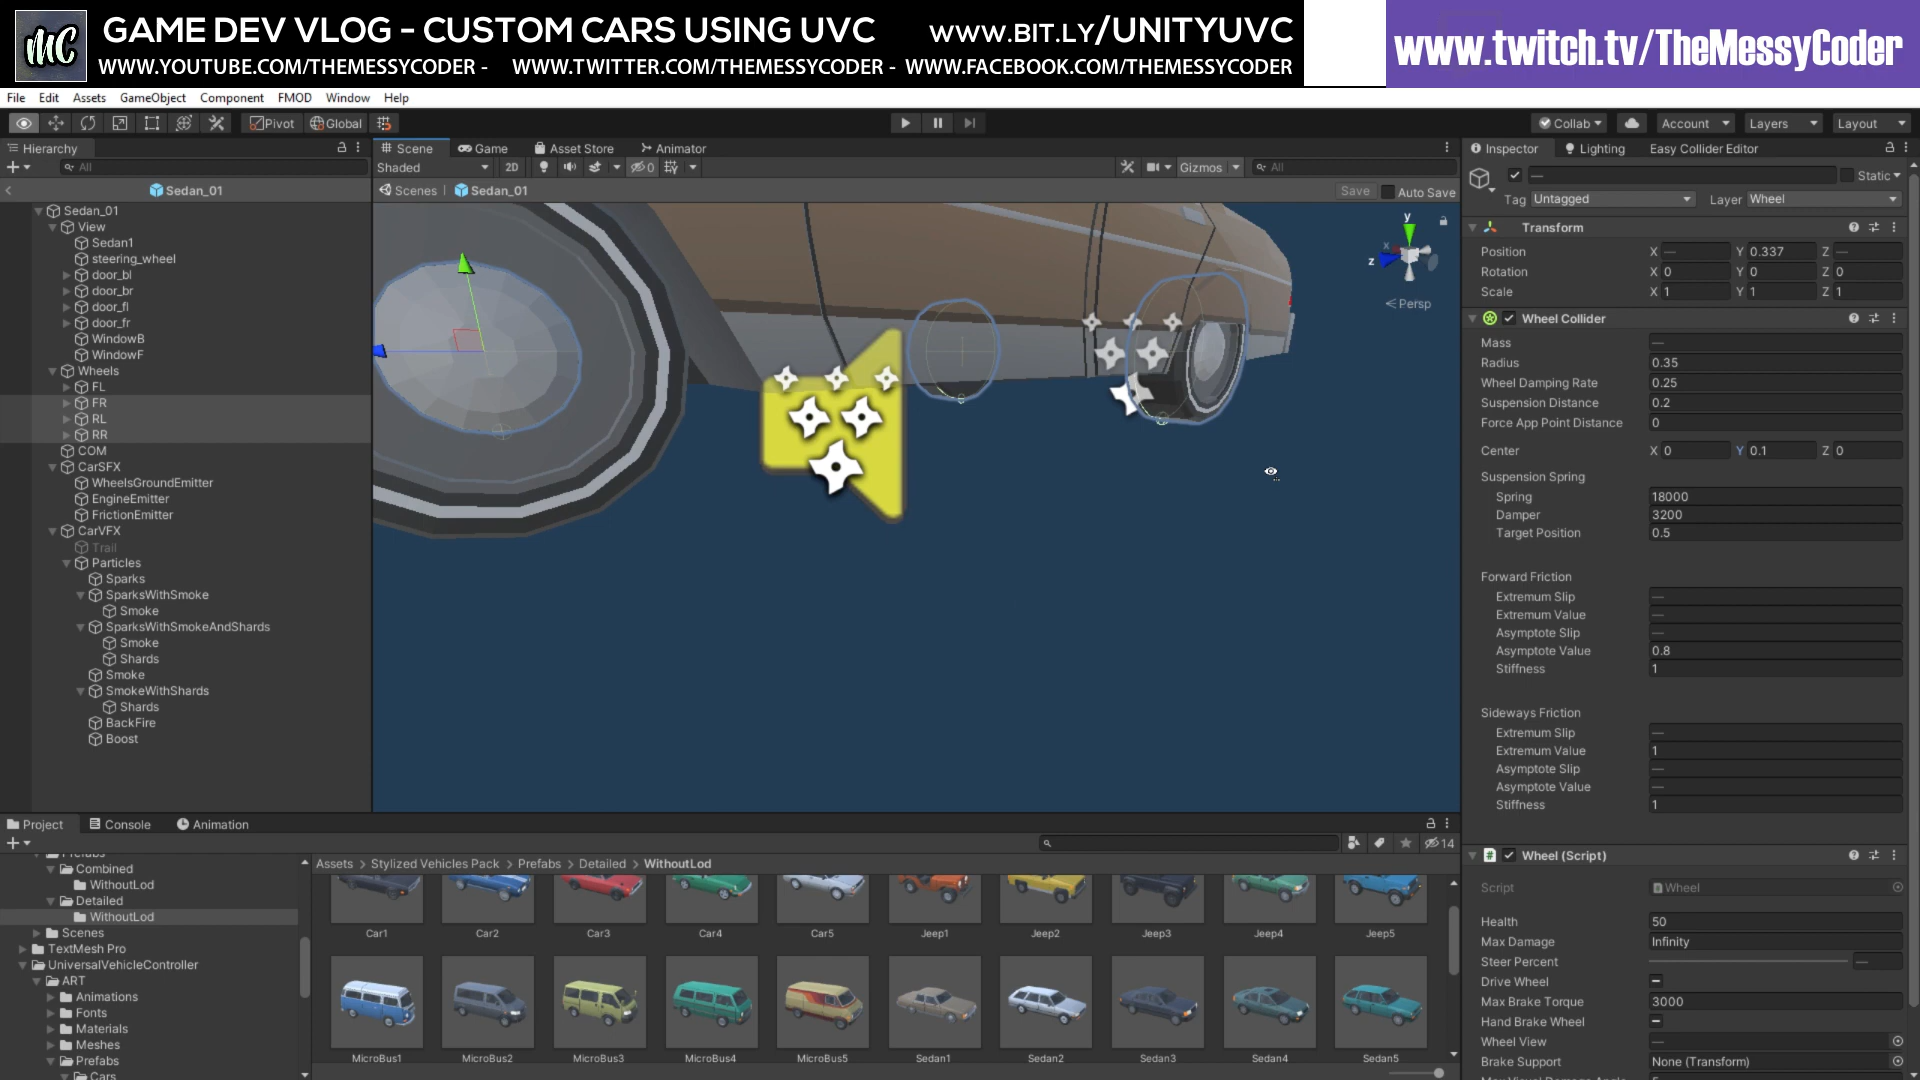 MC GAME DEV VLOG - CUSTOM CARS USING UVC WWW.BIT.LY/UNITYUVC
WWW.YOUTUBE.COM/THEMESSYCODER - WWW.TWITTER.COM/THEMESSYCODER - WWW.FACEBOOK.COM/THEMESSYCODER
www.twitch.tv/TheMessyCoder
File Edit Assets GameObject Component FMOD Window Help
Pivot Global Collab Account Layers Layout
Hierarchy
All
Sedan_01
Sedan_01
View
Sedan1
steering_wheel
door_bl
door_br
door_fl
door_fr
WindowB
WindowF
Wheels
FL
FR
RL
RR
COM
CarSFX
WheelsGroundEmitter
EngineEmitter
FrictionEmitter
CarVFX
Trail
Particles
Sparks
SparksWithSmoke
Smoke
SparksWithSmokeAndShards
Smoke
Shards
Smoke
SmokeWithShards
Shards
BackFire
Boost
Scene Game Asset Store Animator
Shaded 2D 0 Gizmos All
Scenes Sedan_01 Save Auto Save
y
x
z
Persp
Inspector Lighting Easy Collider Editor
— Static
Tag Untagged Layer Wheel
Transform
Position X — Y 0.337 Z —
Rotation X 0 Y 0 Z 0
Scale X 1 Y 1 Z 1
Wheel Collider
Mass —
Radius 0.35
Wheel Damping Rate 0.25
Suspension Distance 0.2
Force App Point Distance 0
Center X 0 Y 0.1 Z 0
Suspension Spring
Spring 18000
Damper 3200
Target Position 0.5
Forward Friction
Extremum Slip —
Extremum Value —
Asymptote Slip —
Asymptote Value 0.8
Stiffness 1
Sideways Friction
Extremum Slip —
Extremum Value 1
Asymptote Slip —
Asymptote Value —
Stiffness 1
Wheel (Script)
Script Wheel
Health 50
Max Damage Infinity
Steer Percent —
Drive Wheel
Max Brake Torque 3000
Hand Brake Wheel
Wheel View —
Brake Support None (Transform)
Project Console Animation
14
Prefabs
Combined
WithoutLod
Detailed
WithoutLod
Scenes
TextMesh Pro
UniversalVehicleController
ART
Animations
Fonts
Materials
Meshes
Prefabs
Cars
Assets > Stylized Vehicles Pack > Prefabs > Detailed > WithoutLod
Car1 Car2 Car3 Car4 Car5 Jeep1 Jeep2 Jeep3 Jeep4 Jeep5
MicroBus1 MicroBus2 MicroBus3 MicroBus4 MicroBus5 Sedan1 Sedan2 Sedan3 Sedan4 Sedan5